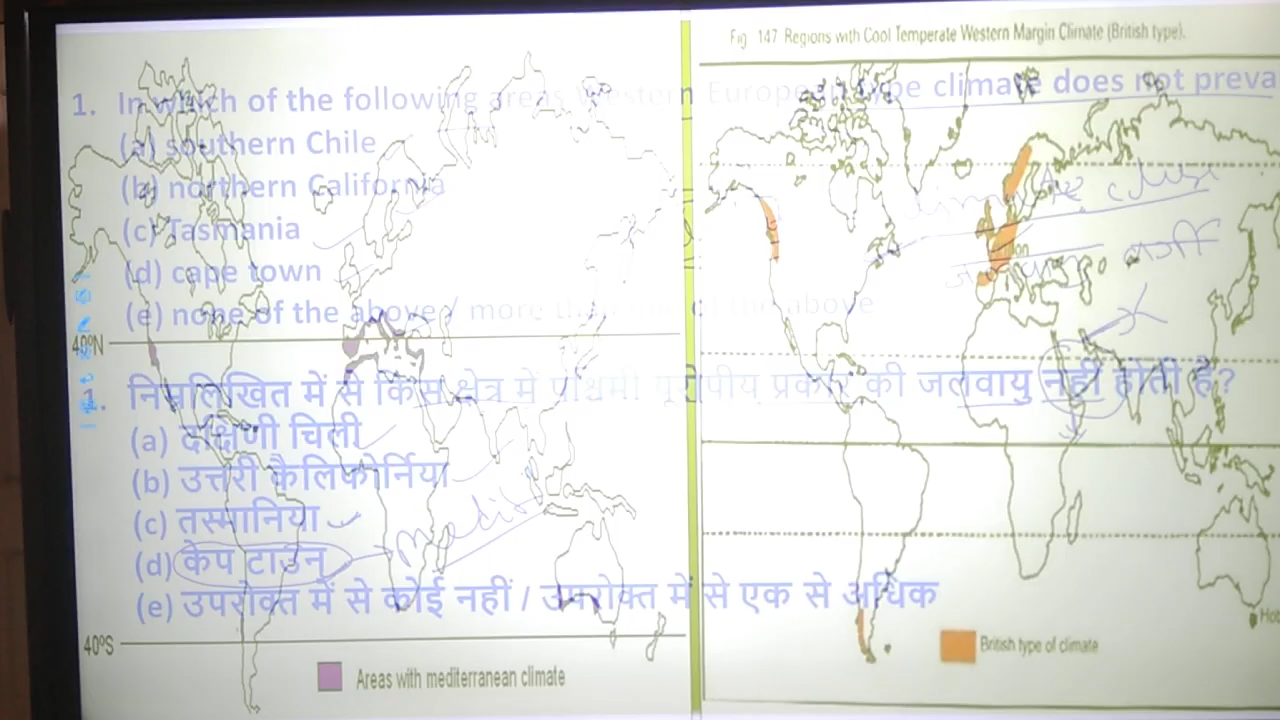 Fig 147 Regions with Cool Temperate Western Margin Climate (British type).
1. In which of the following areas Western European type climate does not preva
(a) southern Chile
(b) northern California
(c) Tasmania
(d) cape town
(e) none of the above / more than one of the above
40ºN
1. निम्नलिखित में से किस क्षेत्र में पश्चिमी यूरोपीय प्रकार की जलवायु नहीं होती है?
(a) दक्षिणी चिली
(b) उत्तरी कैलिफोर्निया
(c) तस्मानिया
(d) केप टाउन
(e) उपरोक्त में से कोई नहीं / उपरोक्त में से एक से अधिक
40ºS
Areas with mediterranean climate
British type of climate